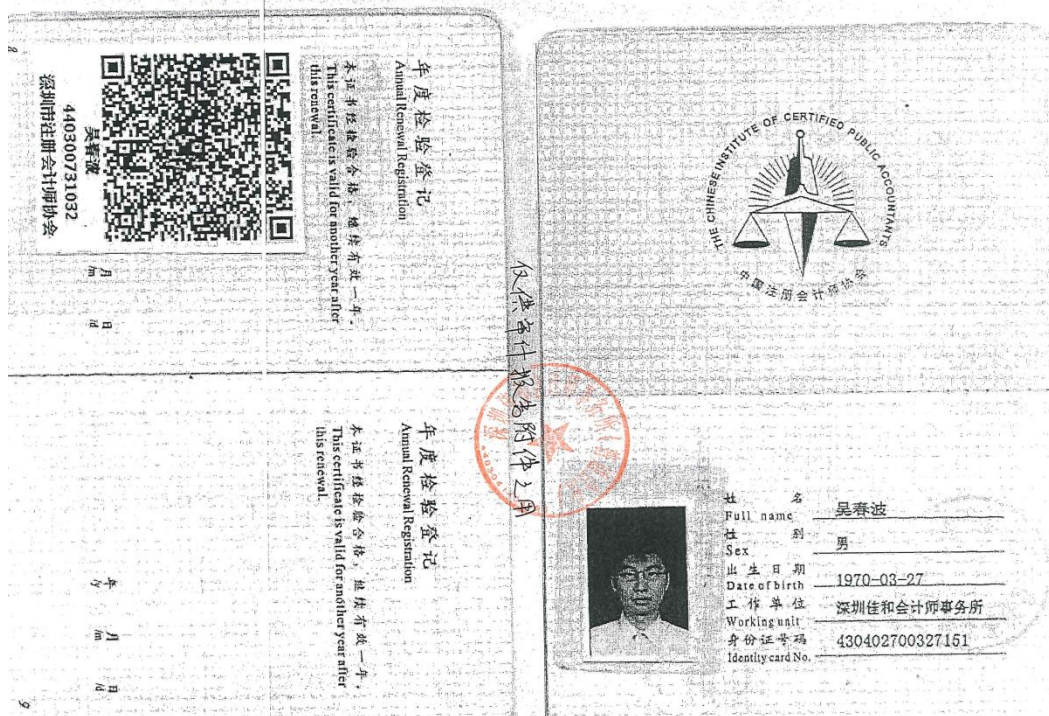 年度检验登记
Annual Renewal Registration
本证书经检验合格，继续有效一年。
This certificate is valid for another year after
this renewal.
吴春波
440300731032
深圳市注册会计师协会
月 日
/m /d
年度检验登记
Annual Renewal Registration
本证书经检验合格，继续有效一年。
This certificate is valid for another year after
this renewal.
年 月 日
/y /m /d
仅供审计报告附件之用
THE CHINESE INSTITUTE OF CERTIFIED PUBLIC ACCOUNTANTS
中国注册会计师协会
姓 名 吴春波
Full name
性 别 男
Sex
出生日期 1970-03-27
Date of birth
工作单位 深圳佳和会计师事务所
Working unit
身份证号码 430402700327151
Identity card No.